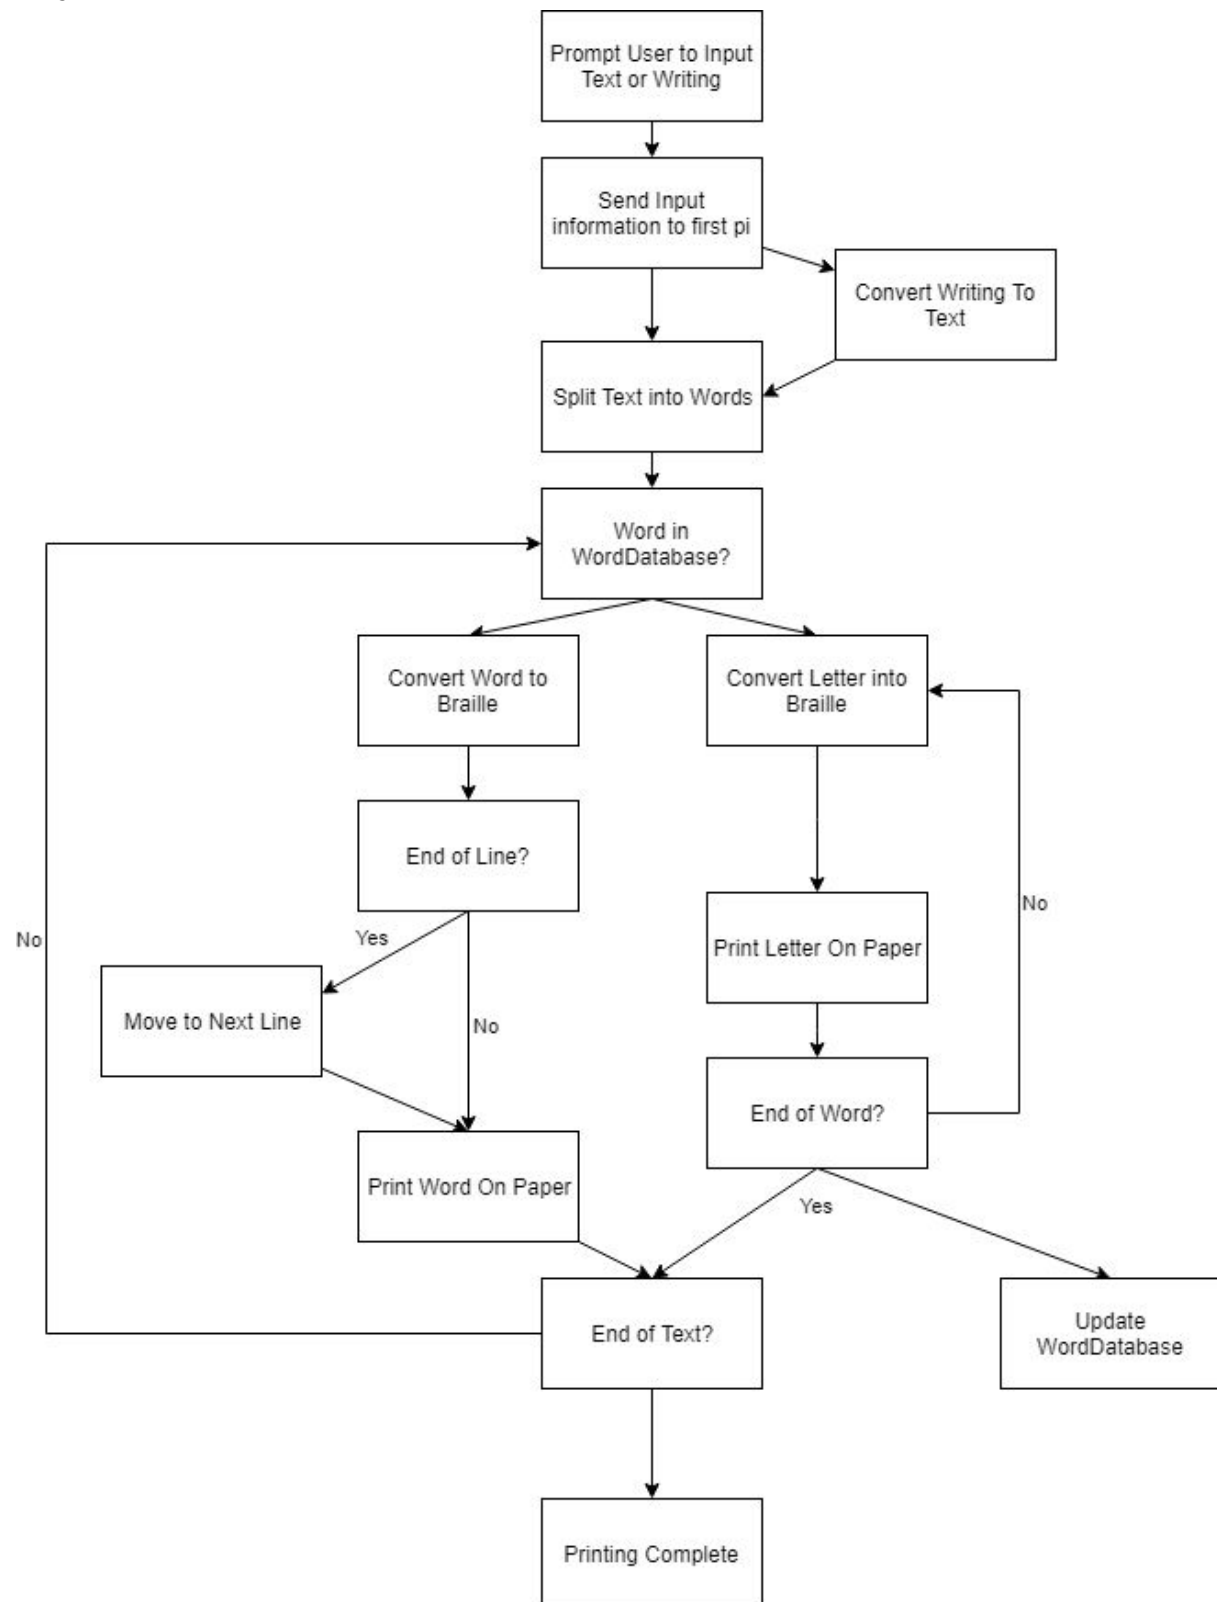 Prompt User to Input
Text or Writing
Send Input
information to first pi
Convert Writing To
Text
Split Text into Words
Word in
WordDatabase?
Convert Word to
Braille
Convert Letter into
Braille
End of Line?
No
Yes
No
Print Letter On Paper
No
Move to Next Line
End of Word?
Print Word On Paper
Yes
End of Text?
Update
WordDatabase
Printing Complete